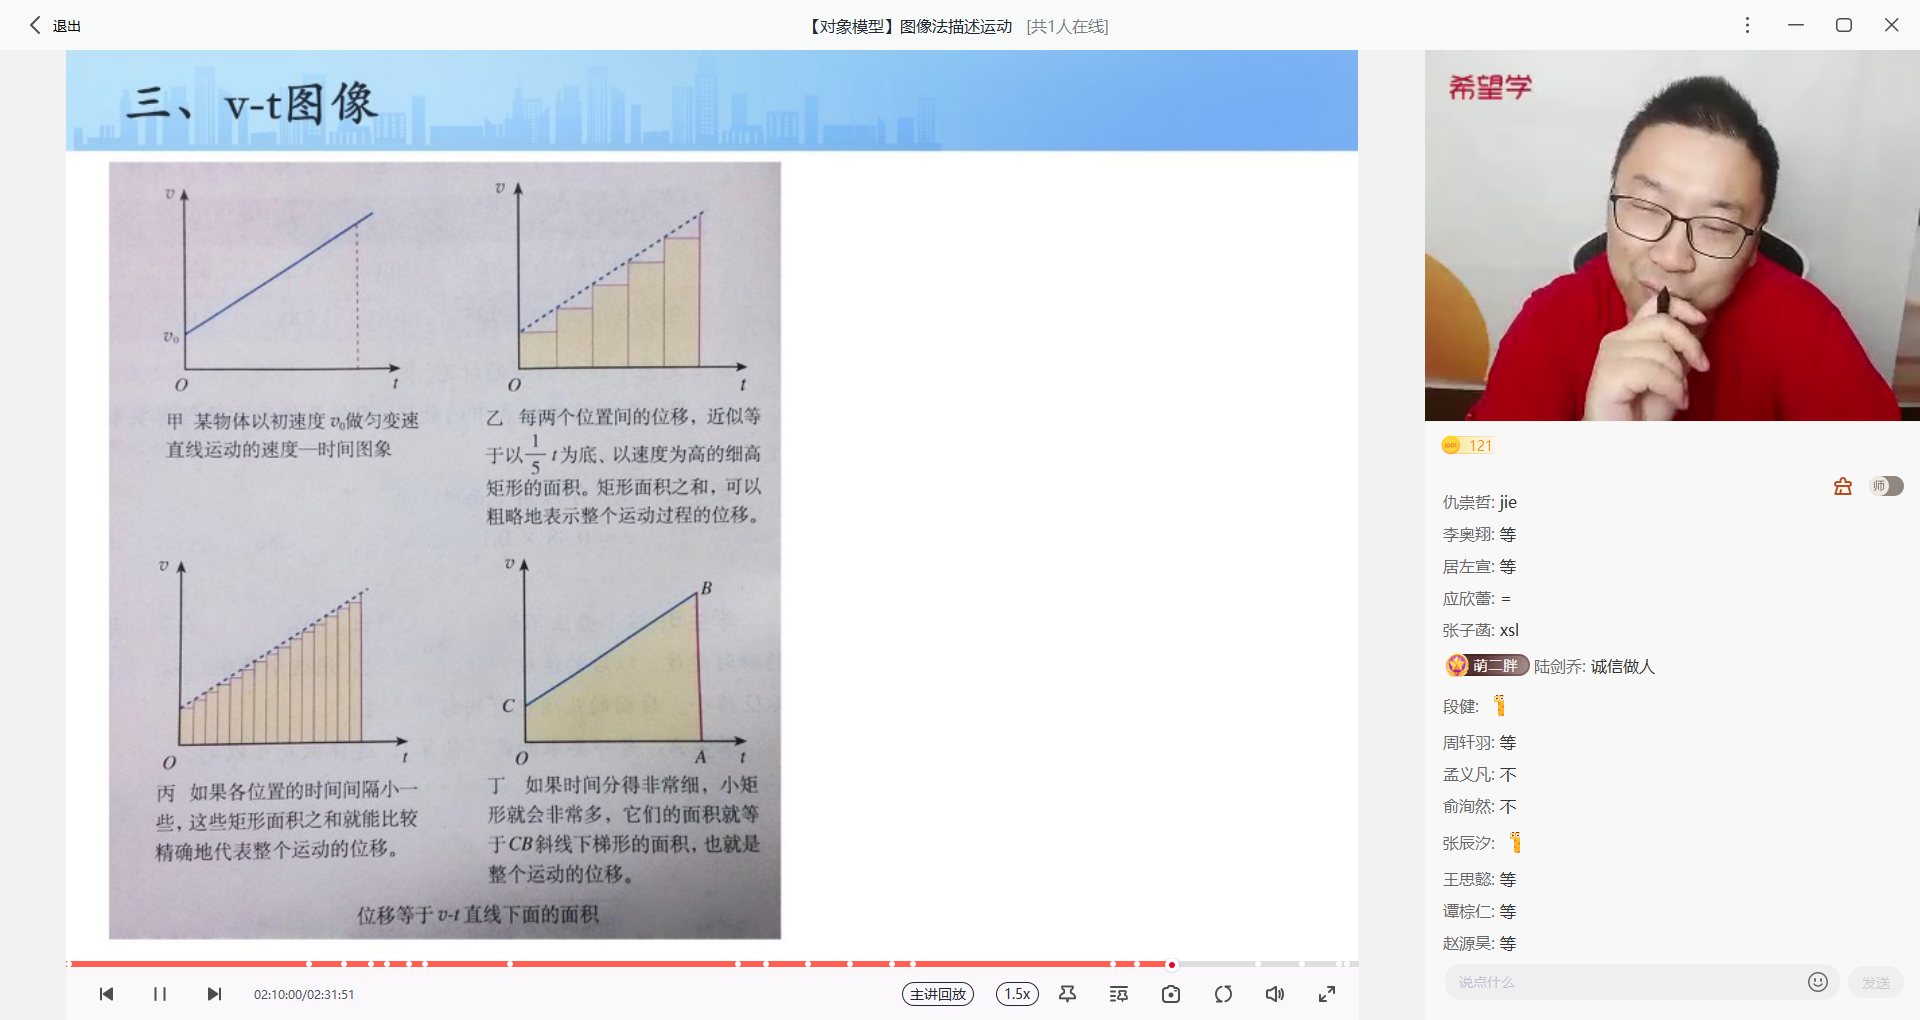 退出
【对象模型】图像法描述运动 [共1人在线]
三、v-t图像
希望学
v
v0
O
t
甲 某物体以初速度v0做匀变速
直线运动的速度—时间图象
v
O
t
乙 每两个位置间的位移，近似等
于以1/5 t为底、以速度为高的细高
矩形的面积。矩形面积之和，可以
粗略地表示整个运动过程的位移。
v
O
t
丙 如果各位置的时间间隔小一
些，这些矩形面积之和就能比较
精确地代表整个运动的位移。
v
B
C
O
A
t
丁 如果时间分得非常细，小矩
形就会非常多，它们的面积就等
于CB斜线下梯形的面积，也就是
整个运动的位移。
位移等于v-t直线下面的面积
121
师
仇崇哲: jie
李奥翔: 等
居左宣: 等
应欣蕾: =
张子菡: xsl
萌二胖 陆剑乔: 诚信做人
段健:
周轩羽: 等
孟义凡: 不
俞洵然: 不
张辰汐:
王思懿: 等
谭棕仁: 等
赵源昊: 等
说点什么
发送
02:10:00/02:31:51
主讲回放
1.5x